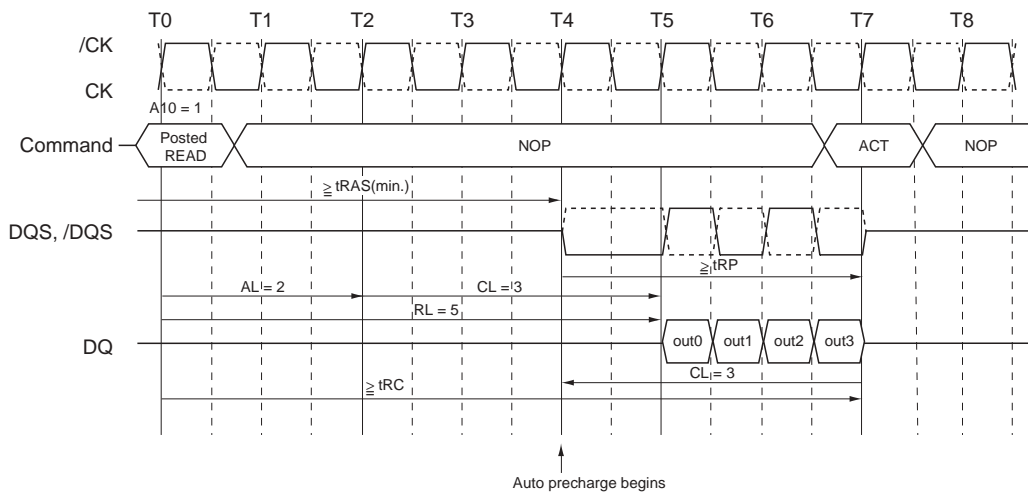 T0 T1 T2 T3 T4 T5 T6 T7 T8
/CK
CK
A10 = 1
Command
Posted
READ
NOP
ACT
NOP
≧ tRAS(min.)
DQS, /DQS
≧ tRP
AL = 2
CL = 3
RL = 5
DQ
out0
out1
out2
out3
CL = 3
≧ tRC
Auto precharge begins